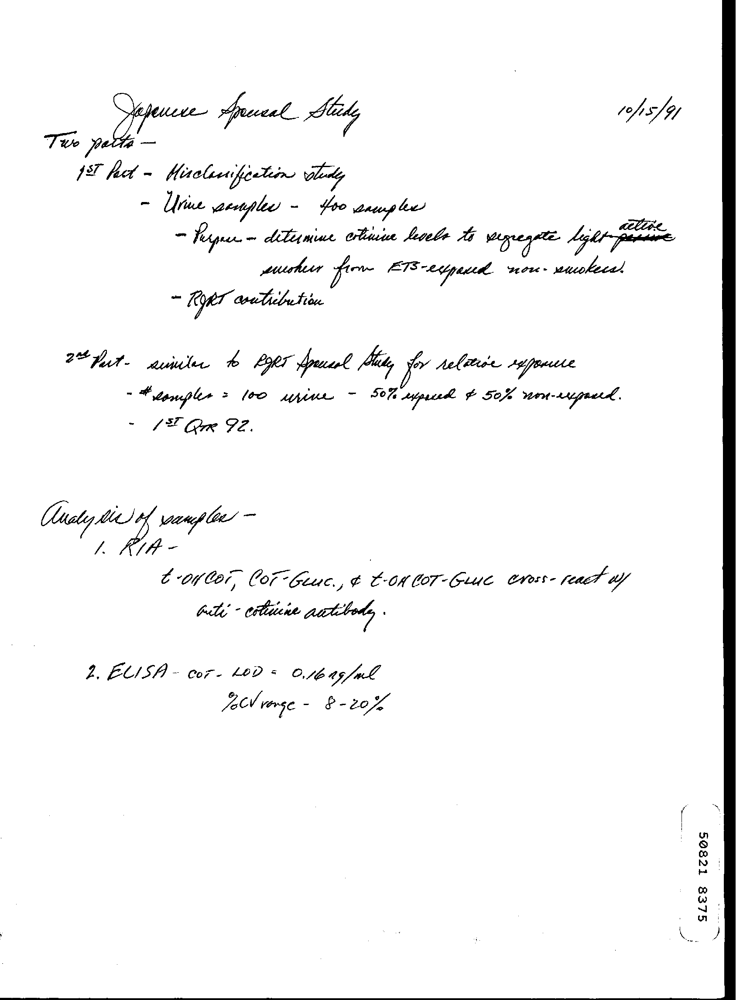 Japanese Spousal Study 10/15/91
Two parts —
1ST Part - Misclassification study
- Urine samples - 400 samples
- Purpose - determine cotinine levels to segregate light passive active
smokers from ETS-exposed non-smokers.
- RJRT contribution
2nd Part - similar to RJRT Spousal Study for relative exposure
- # samples = 100 urine - 50% exposed & 50% non-exposed.
- 1ST QTR 92.
Analysis of samples —
1. RIA -
t-OHCOT, COT-GLUC., & t-OHCOT-GLUC cross-react w/
anti-cotinine antibody.
2. ELISA - COT - LOD = 0.16 ng/ml
%CV range - 8-20%
50821 8375